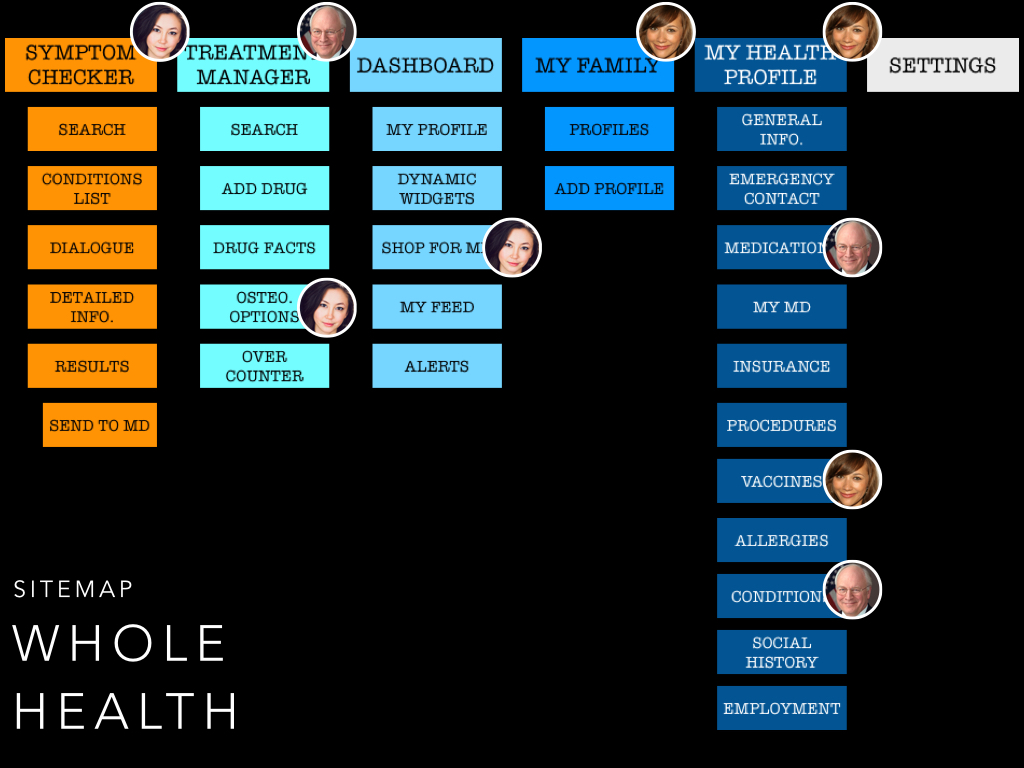 SYMPTOM
CHECKER
SEARCH
CONDITIONS
LIST
DIALOGUE
DETAILED
INFO.
RESULTS
SEND TO MD
TREATMENT
MANAGER
SEARCH
ADD DRUG
DRUG FACTS
OSTEO.
OPTIONS
OVER
COUNTER
DASHBOARD
MY PROFILE
DYNAMIC
WIDGETS
SHOP FOR
MY FEED
ALERTS
MY FAMILY
PROFILES
ADD PROFILE
MY HEALTH
PROFILE
GENERAL
INFO.
EMERGENCY
CONTACT
MEDICATION
MY MD
INSURANCE
PROCEDURES
VACCINES
ALLERGIES
CONDITION
SOCIAL
HISTORY
EMPLOYMENT
SETTINGS
SITEMAP
WHOLE
HEALTH